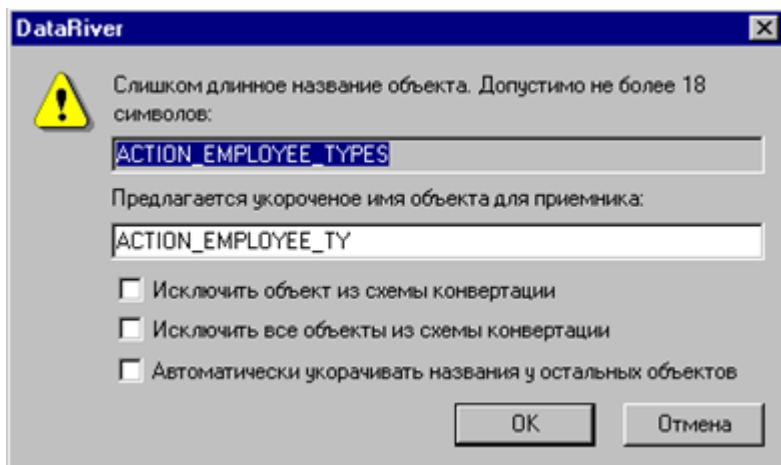 DataRiver
Слишком длинное название объекта. Допустимо не более 18
символов:
ACTION_EMPLOYEE_TYPES
Предлагается укороченое имя объекта для приемника:
ACTION_EMPLOYEE_TY
Исключить объект из схемы конвертации
Исключить все объекты из схемы конвертации
Автоматически укорачивать названия у остальных объектов
OK Отмена